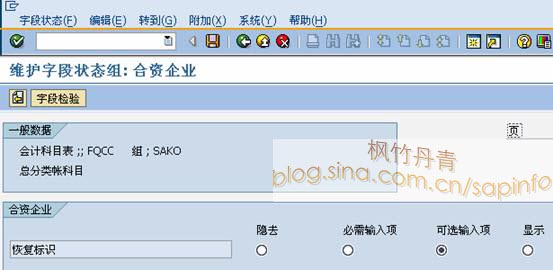 字段状态(F) 编辑(E) 转到(G) 附加(X) 系统(Y) 帮助(H)
维护字段状态组: 合资企业
字段检验
一般数据
页
会计科目表 ;; FQCC 组 ; SAKO
总分类帐科目
枫竹丹青
blog.sina.com.cn/sapinfo
合资企业
隐去 必需输入项 可选输入项 显示
恢复标识